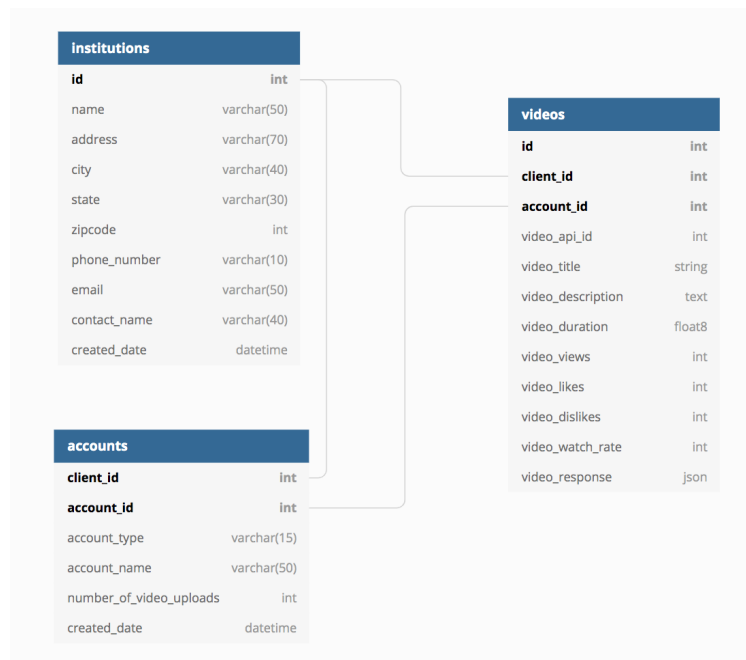 institutions
id int
name varchar(50)
address varchar(70)
city varchar(40)
state varchar(30)
zipcode int
phone_number varchar(10)
email varchar(50)
contact_name varchar(40)
created_date datetime
videos
id int
client_id int
account_id int
video_api_id int
video_title string
video_description text
video_duration float8
video_views int
video_likes int
video_dislikes int
video_watch_rate int
video_response json
accounts
client_id int
account_id int
account_type varchar(15)
account_name varchar(50)
number_of_video_uploads int
created_date datetime